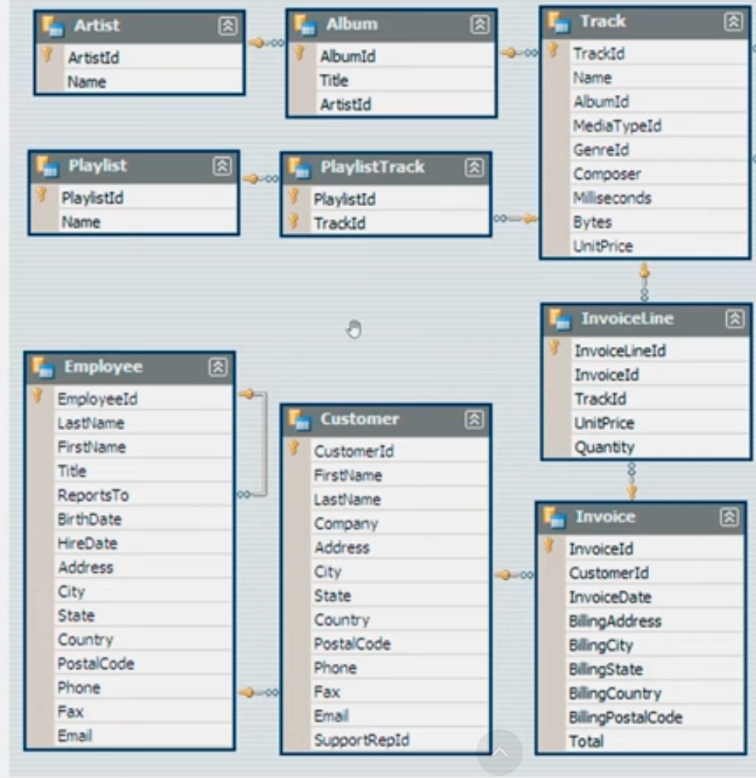 Artist
ArtistId
Name
Album
AlbumId
Title
ArtistId
Track
TrackId
Name
AlbumId
MediaTypeId
GenreId
Composer
Milliseconds
Bytes
UnitPrice
Playlist
PlaylistId
Name
PlaylistTrack
PlaylistId
TrackId
InvoiceLine
InvoiceLineId
InvoiceId
TrackId
UnitPrice
Quantity
Employee
EmployeeId
LastName
FirstName
Title
ReportsTo
BirthDate
HireDate
Address
City
State
Country
PostalCode
Phone
Fax
Email
Customer
CustomerId
FirstName
LastName
Company
Address
City
State
Country
PostalCode
Phone
Fax
Email
SupportRepId
Invoice
InvoiceId
CustomerId
InvoiceDate
BillingAddress
BillingCity
BillingState
BillingCountry
BillingPostalCode
Total